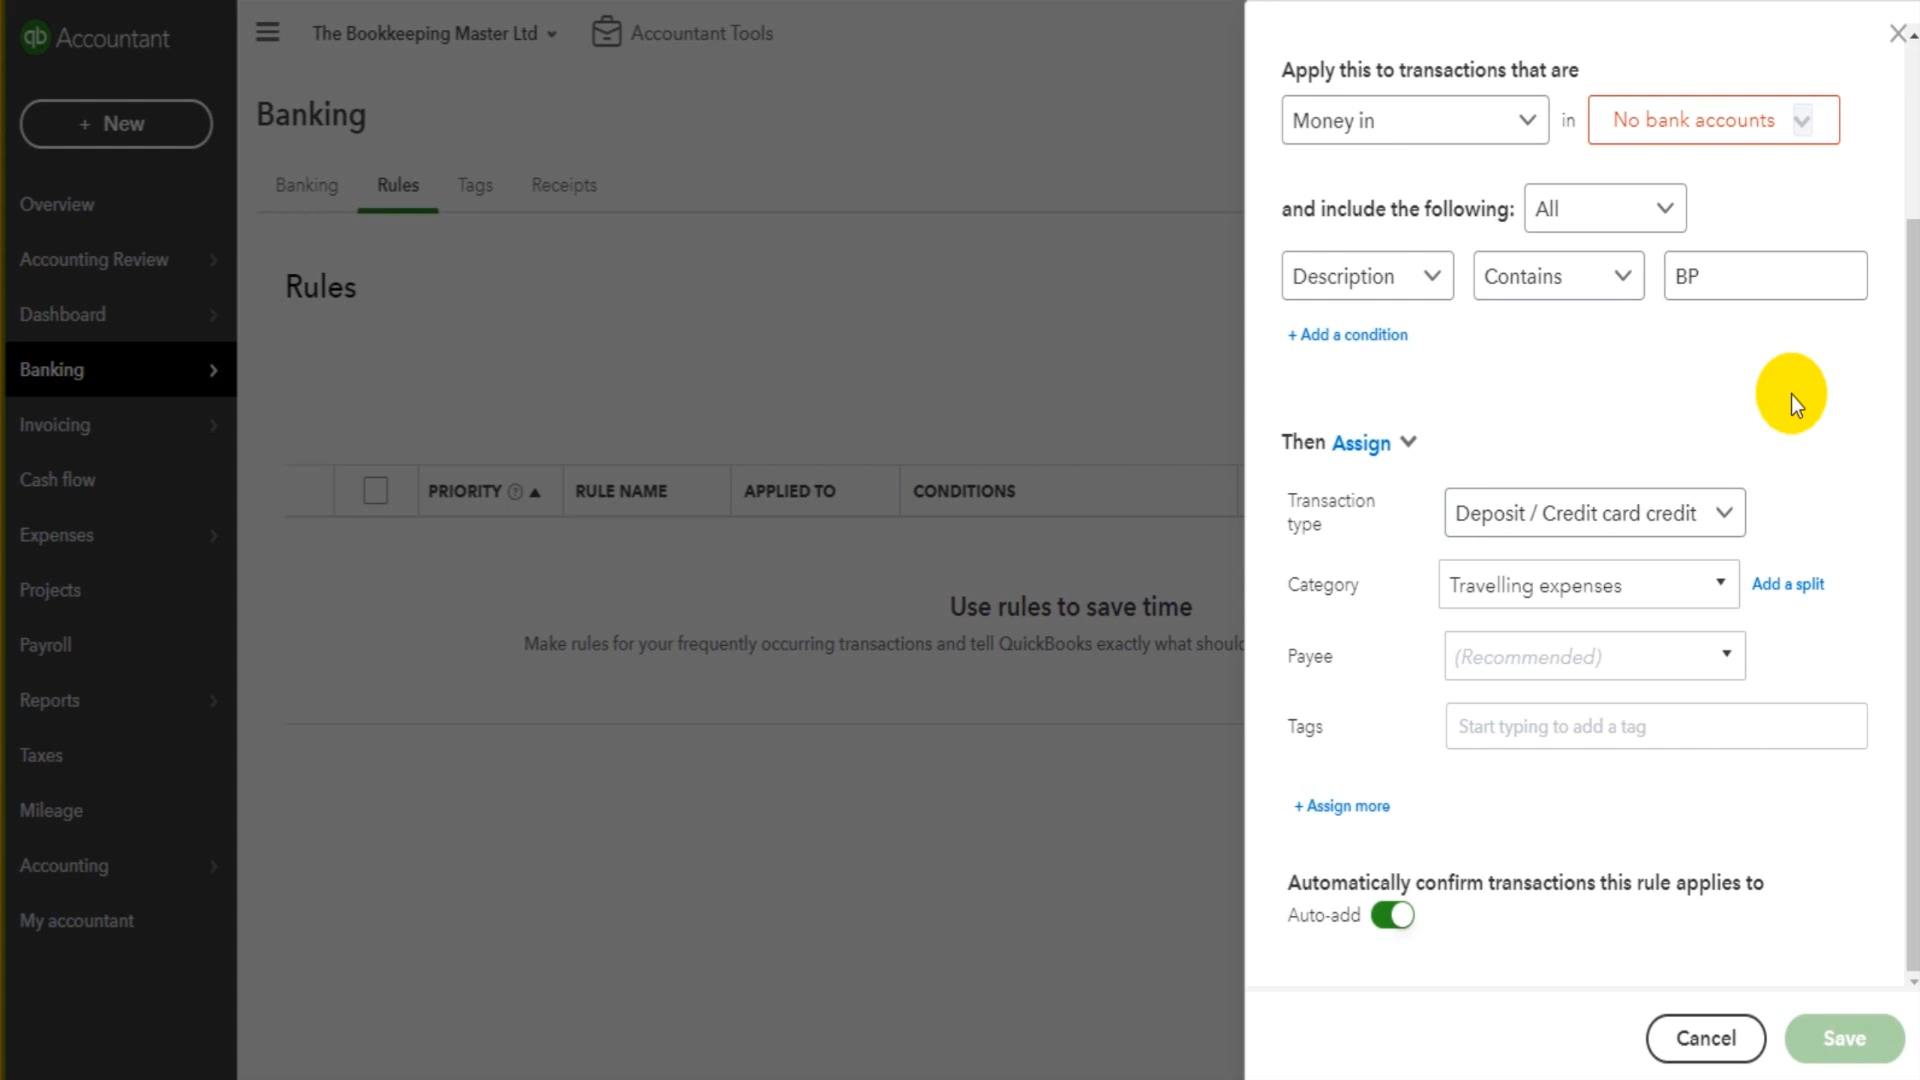 qb Accountant
+ New
Overview
Accounting Review
Dashboard
Banking
Invoicing
Cash flow
Expenses
Projects
Payroll
Reports
Taxes
Mileage
Accounting
My accountant
The Bookkeeping Master Ltd
Accountant Tools
Banking
Banking Rules Tags Receipts
Rules
PRIORITY ? RULE NAME APPLIED TO CONDITIONS
Use rules to save time
Make rules for your frequently occurring transactions and tell QuickBooks exactly what should
Apply this to transactions that are
Money in in No bank accounts
and include the following: All
Description Contains BP
+ Add a condition
Then Assign
Transaction
type
Deposit / Credit card credit
Category Travelling expenses Add a split
Payee (Recommended)
Tags Start typing to add a tag
+ Assign more
Automatically confirm transactions this rule applies to
Auto-add
Cancel Save